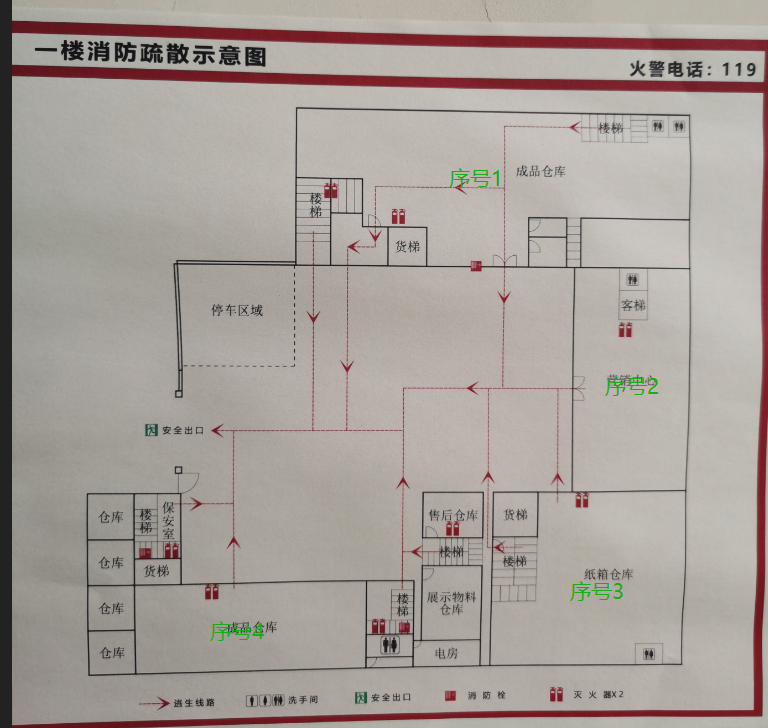 一楼消防疏散示意图
火警电话：119
楼梯
成品仓库
序号1
楼梯
货梯
停车区域
客梯
序号2
安全出口
仓库
楼梯
保安室
售后仓库
货梯
仓库
货梯
楼梯
楼梯
纸箱仓库
序号3
仓库
楼梯
展示物料
仓库
序号4
成品仓库
仓库
电房
逃生线路
洗手间
安全出口
消防栓
灭火器X2